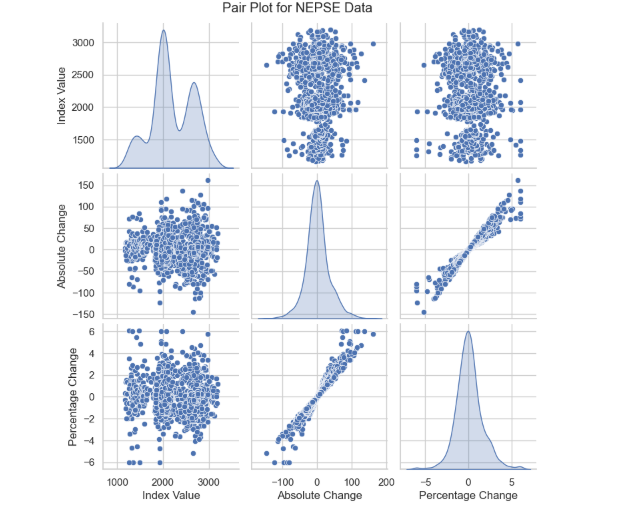 Pair Plot for NEPSE Data
3000
2500
2000
1500
Index Value
150
100
50
0
−50
−100
−150
Absolute Change
6
4
2
0
−2
−4
−6
Percentage Change
1000 2000 3000
Index Value
−100 0 100 200
Absolute Change
−5 0 5
Percentage Change